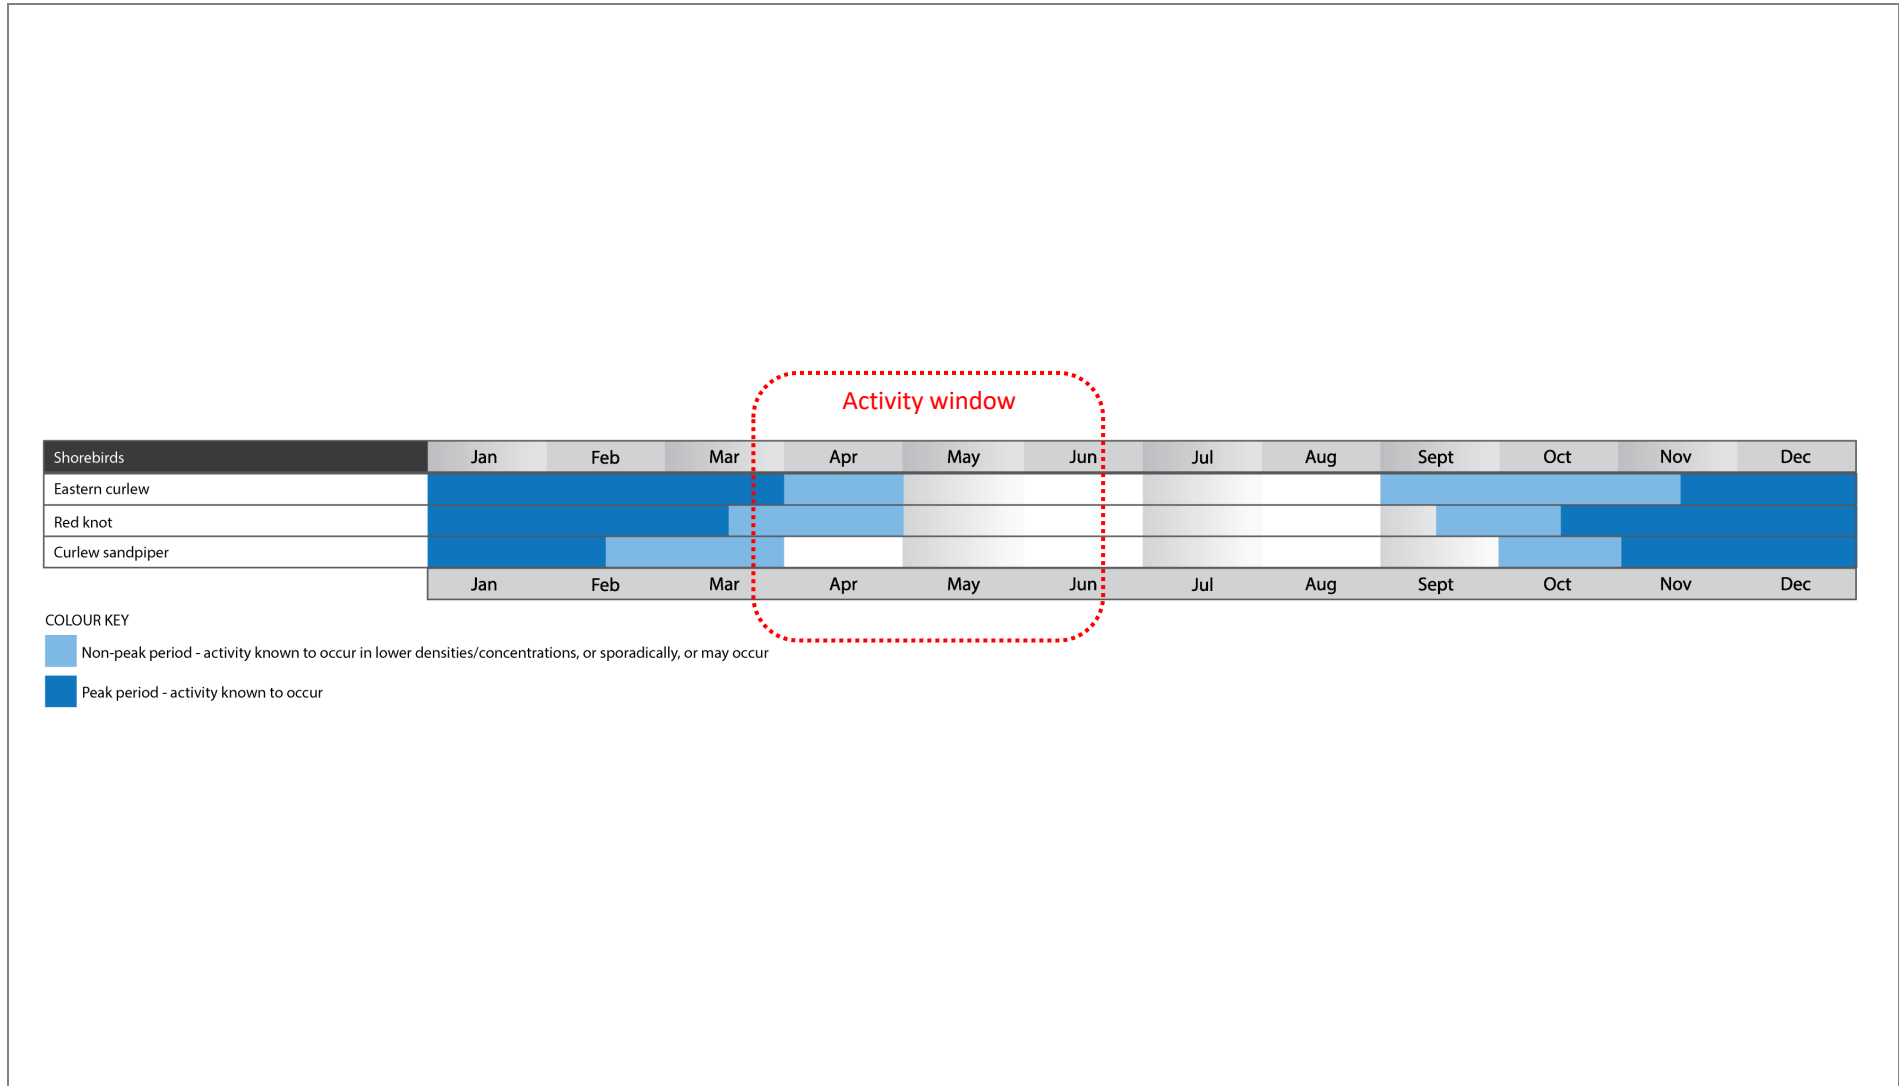 Activity window
Shorebirds Jan Feb Mar Apr May Jun Jul Aug Sept Oct Nov Dec
Eastern curlew
Red knot
Curlew sandpiper
Jan Feb Mar Apr May Jun Jul Aug Sept Oct Nov Dec
COLOUR KEY
Non-peak period - activity known to occur in lower densities/concentrations, or sporadically, or may occur
Peak period - activity known to occur